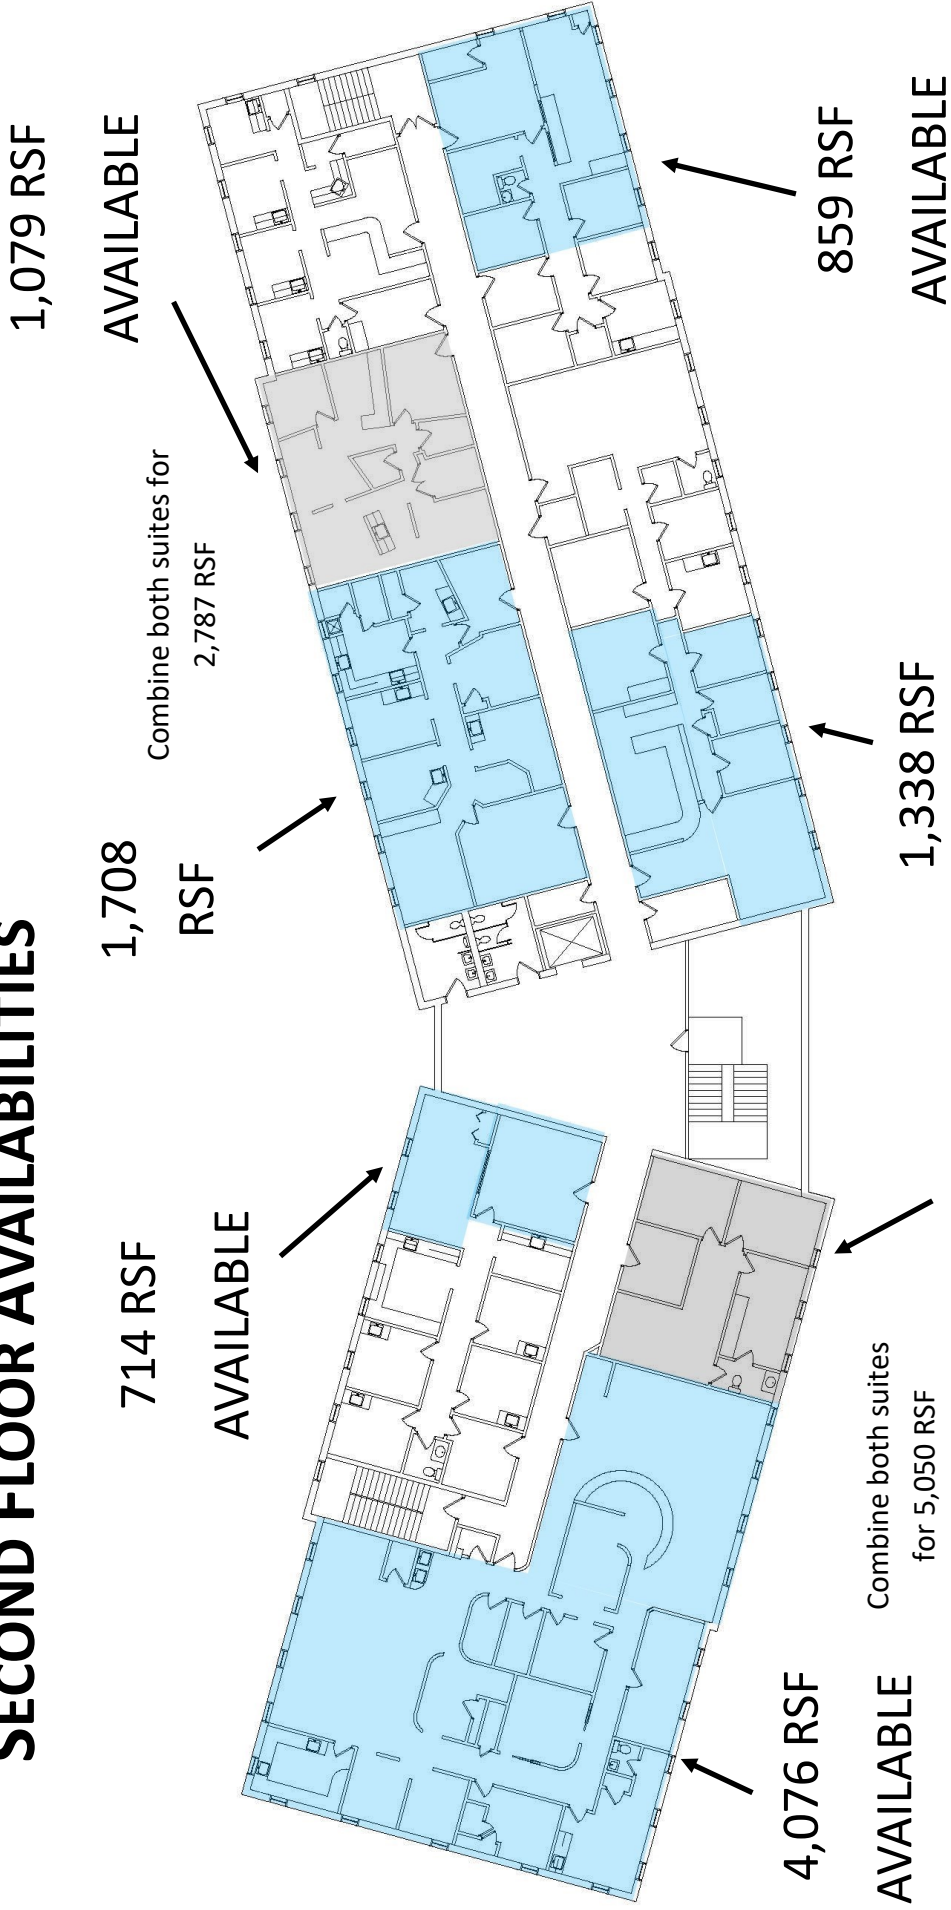 SECOND FLOOR AVAILABILITIES
4,076 RSF
AVAILABLE
714 RSF
AVAILABLE
1,708
RSF
Combine both suites for
2,787 RSF
1,079 RSF
AVAILABLE
Combine both suites
for 5,050 RSF
1,338 RSF
859 RSF
AVAILABLE